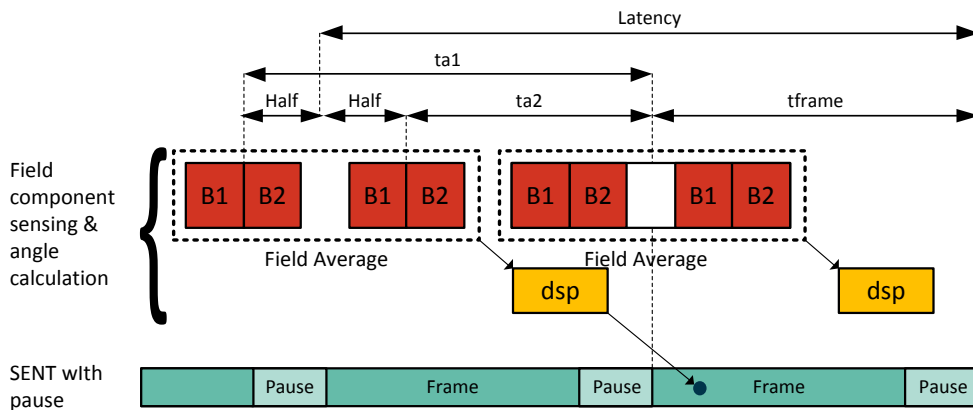 Latency
ta1
Half
Half
ta2
tframe
Field
component
sensing &
angle
calculation
B1
B2
B1
B2
B1
B2
B1
B2
Field Average
Field Average
dsp
dsp
SENT wIth
pause
Pause
Frame
Pause
Frame
Pause